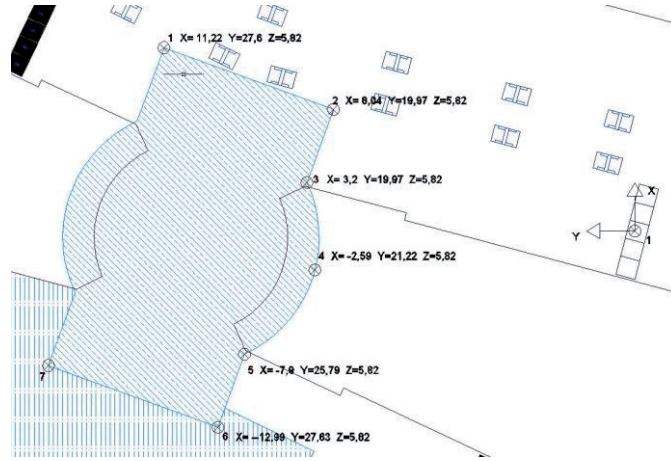 1 X= 11,22 Y=27,6 Z=5,82
2 X= 8,04 Y=19,97 Z=5,82
3 X= 3,2 Y=19,97 Z=5,82
X
Y 1
4 X= -2,59 Y=21,22 Z=5,82
5 X= -7,9 Y=25,79 Z=5,82
7
6 X= -12,99 Y=27,63 Z=5,82